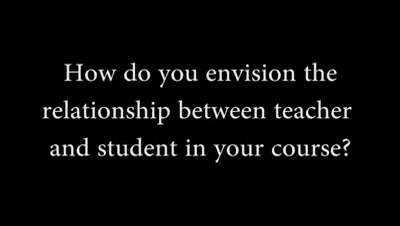 How do you envision the
relationship between teacher
and student in your course?